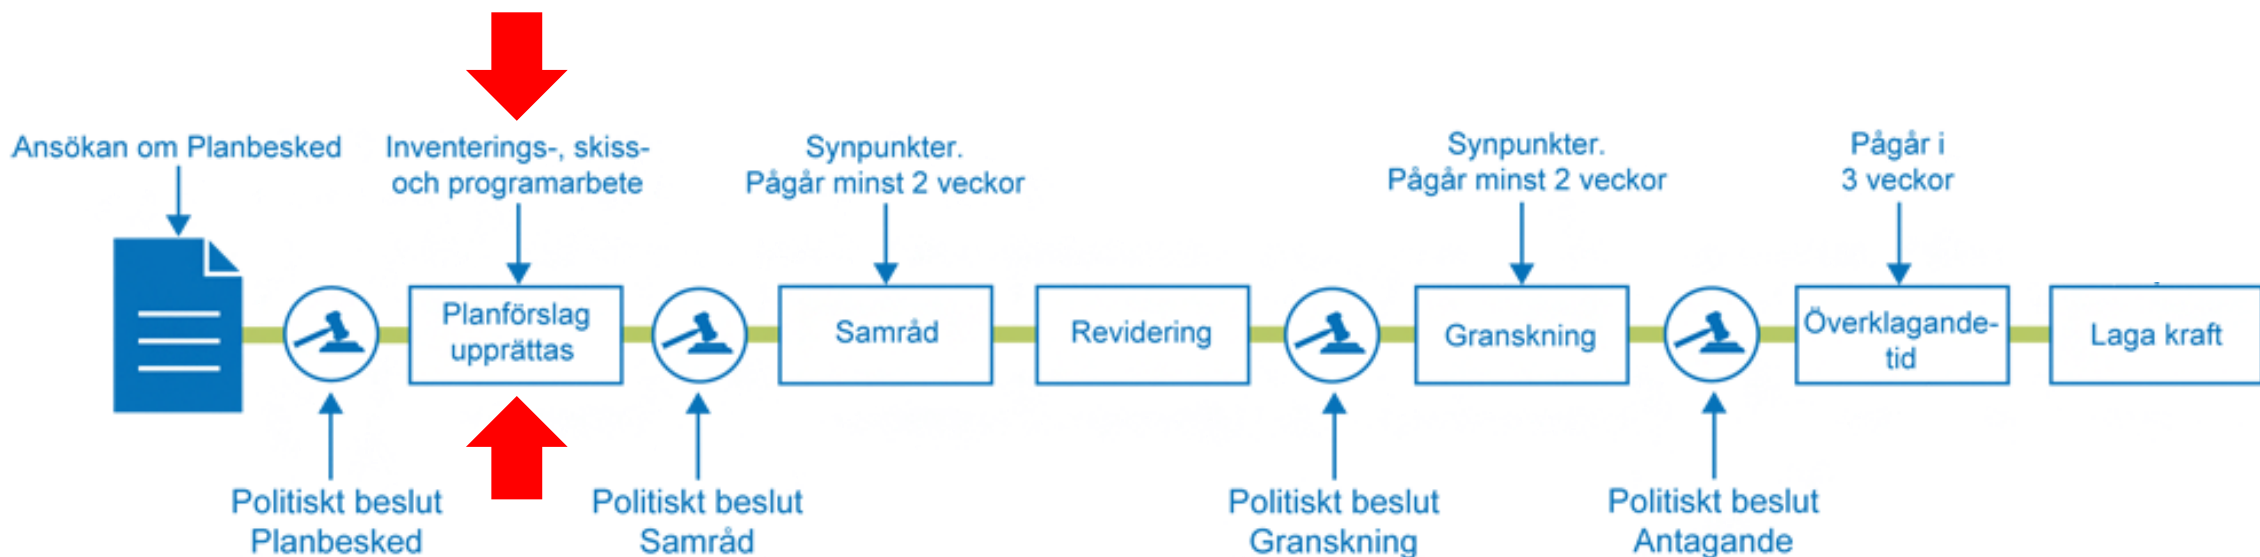 Ansökan om Planbesked
Inventerings-, skiss-
och programarbete
Synpunkter.
Pågår minst 2 veckor
Synpunkter.
Pågår minst 2 veckor
Pågår i
3 veckor
Planförslag
upprättas
Samråd
Revidering
Granskning
Överklagande-
tid
Laga kraft
Politiskt beslut
Planbesked
Politiskt beslut
Samråd
Politiskt beslut
Granskning
Politiskt beslut
Antagande